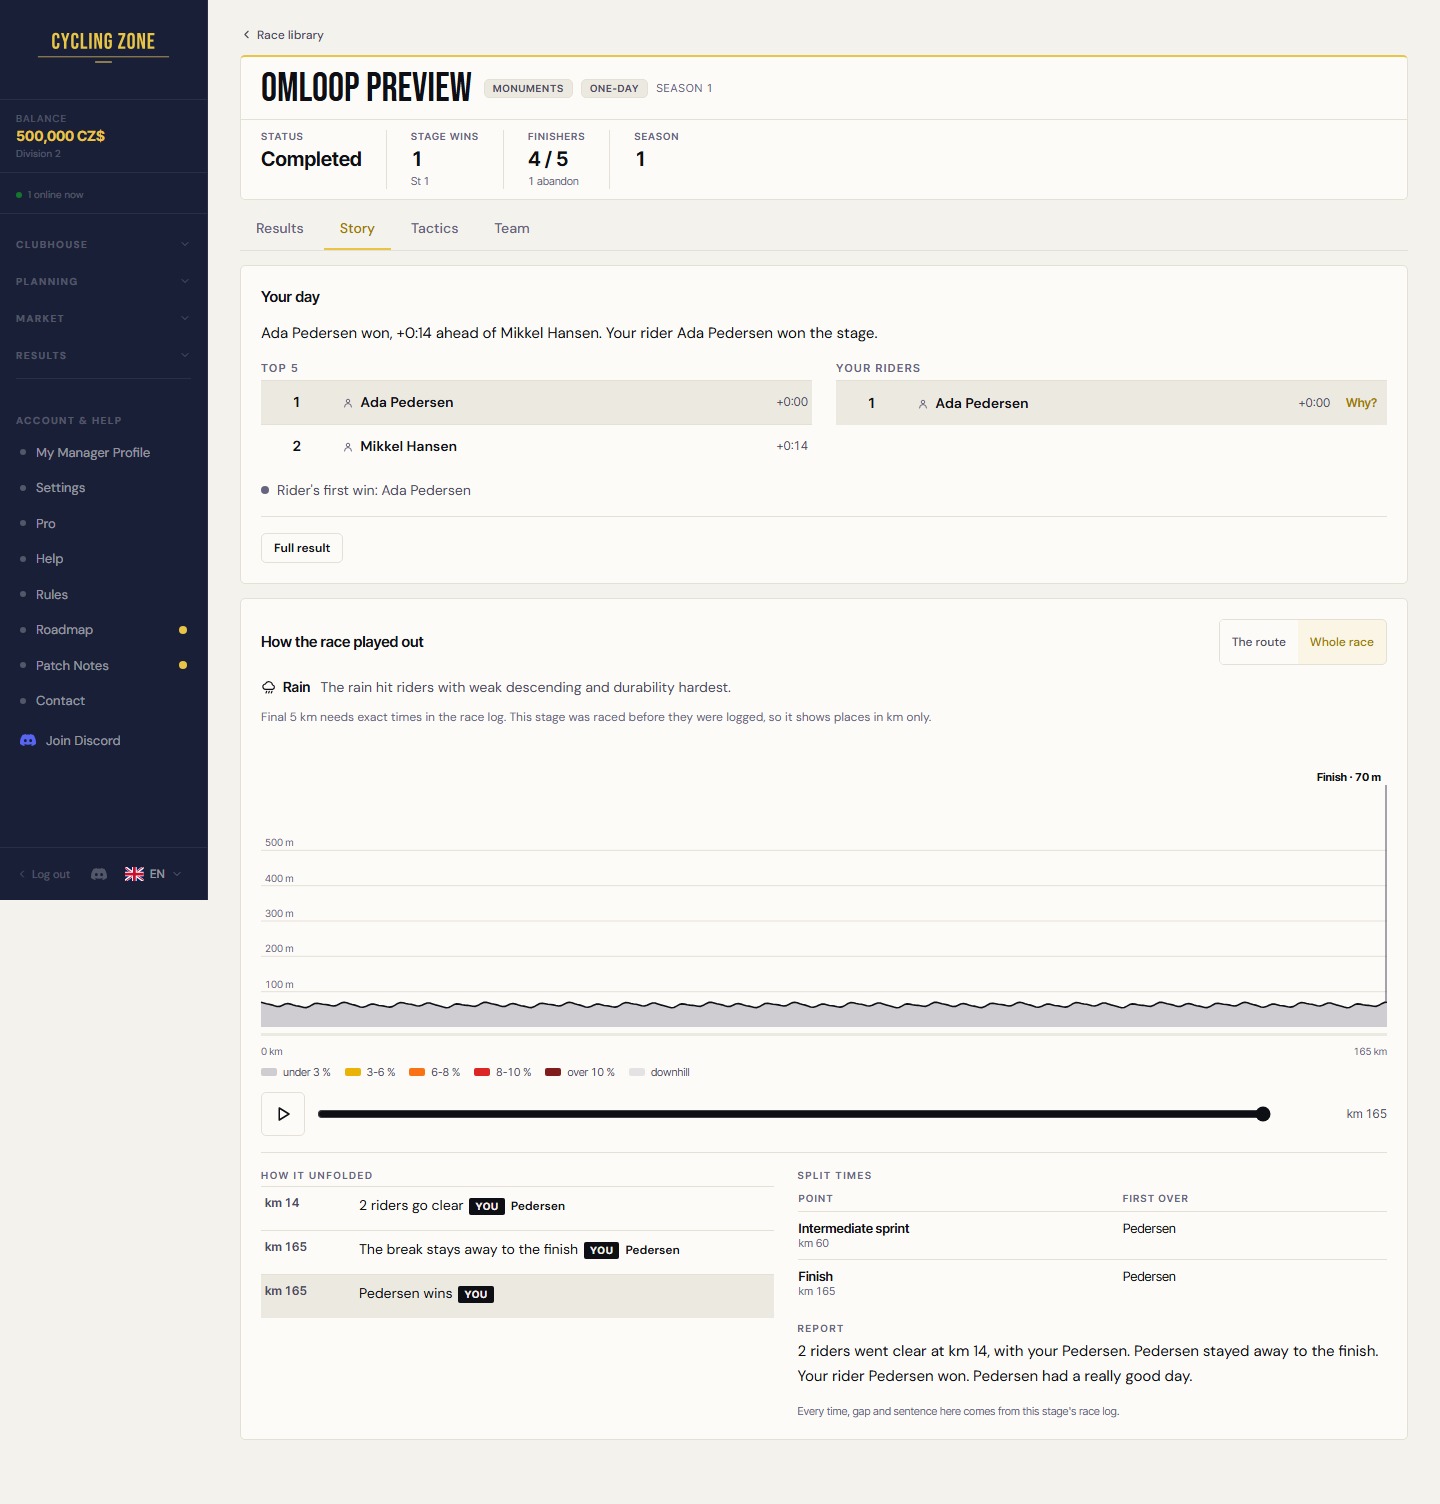 CYCLING ZONE
BALANCE
500,000 CZ$
Division 2
1 online now
CLUBHOUSE
PLANNING
MARKET
RESULTS
ACCOUNT & HELP
My Manager Profile
Settings
Pro
Help
Rules
Roadmap
Patch Notes
Contact
Join Discord
Log out
EN
Race library
OMLOOP PREVIEW MONUMENTS ONE-DAY SEASON 1
STATUS STAGE WINS FINISHERS SEASON
Completed 1 4 / 5 1
St 1 1 abandon
Results Story Tactics Team
Your day
Ada Pedersen won, +0:14 ahead of Mikkel Hansen. Your rider Ada Pedersen won the stage.
TOP 5
1 Ada Pedersen +0:00
2 Mikkel Hansen +0:14
YOUR RIDERS
1 Ada Pedersen +0:00 Why?
Rider's first win: Ada Pedersen
Full result
How the race played out
The route Whole race
Rain The rain hit riders with weak descending and durability hardest.
Final 5 km needs exact times in the race log. This stage was raced before they were logged, so it shows places in km only.
Finish · 70 m
500 m
400 m
300 m
200 m
100 m
0 km 165 km
under 3 % 3-6 % 6-8 % 8-10 % over 10 % downhill
km 165
HOW IT UNFOLDED
km 14 2 riders go clear YOU Pedersen
km 165 The break stays away to the finish YOU Pedersen
km 165 Pedersen wins YOU
SPLIT TIMES
POINT FIRST OVER
Intermediate sprint Pedersen
km 60
Finish Pedersen
km 165
REPORT
2 riders went clear at km 14, with your Pedersen. Pedersen stayed away to the finish.
Your rider Pedersen won. Pedersen had a really good day.
Every time, gap and sentence here comes from this stage's race log.